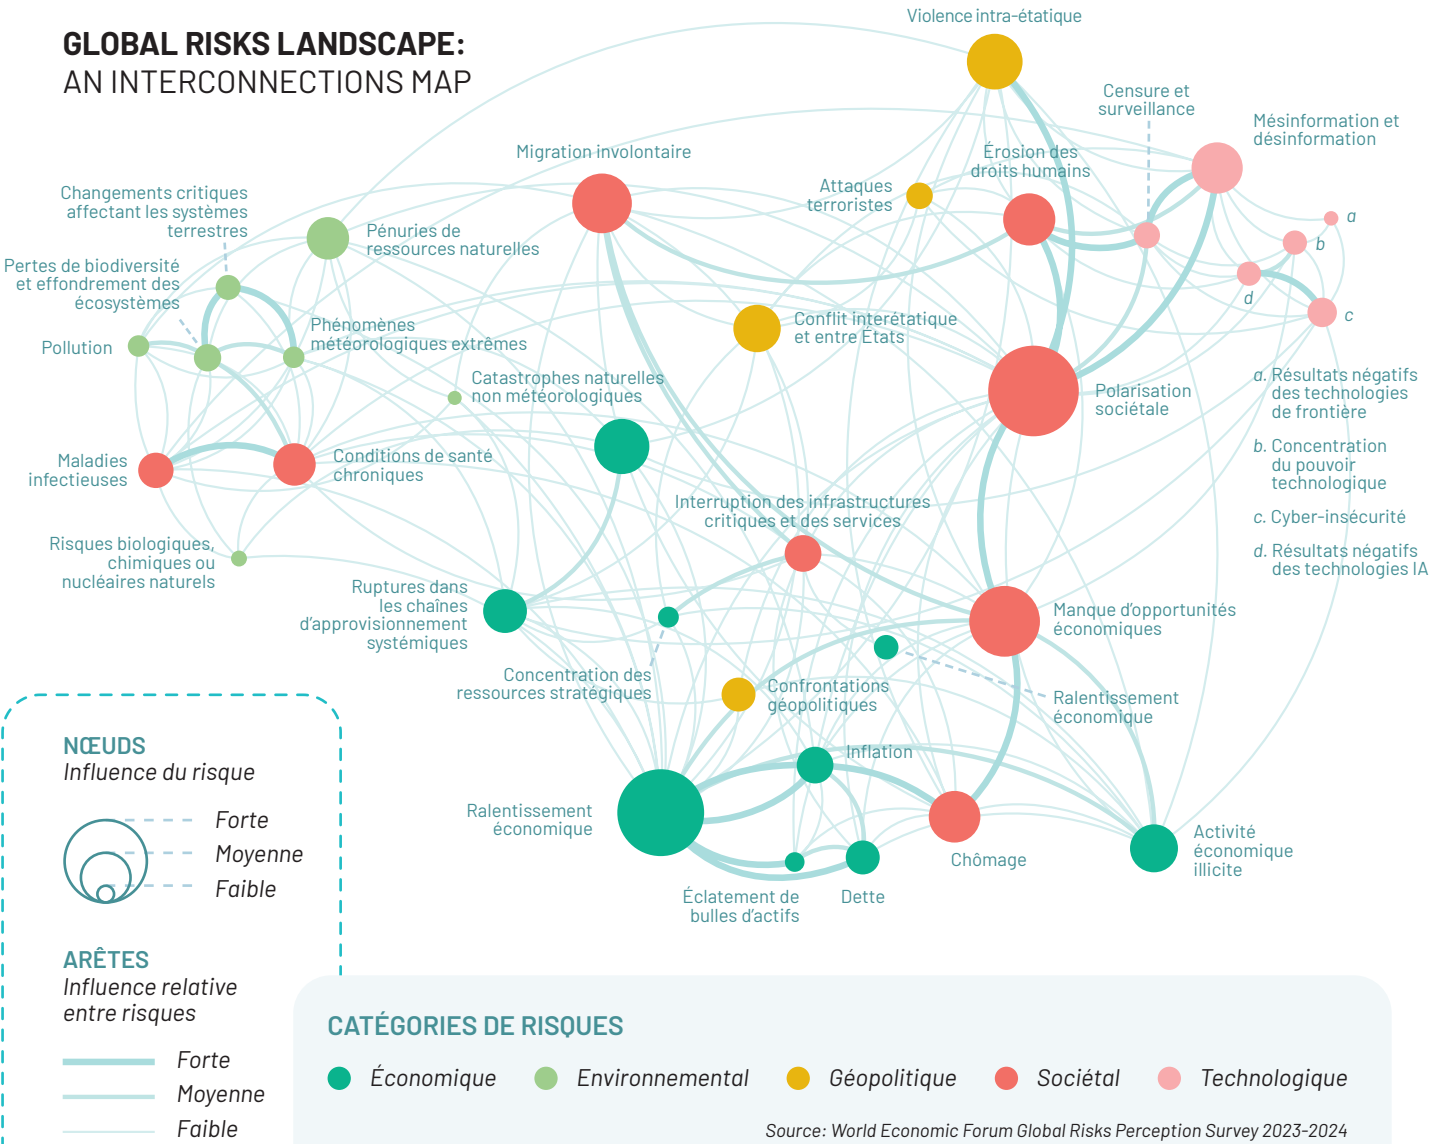 GLOBAL RISKS LANDSCAPE:
AN INTERCONNECTIONS MAP
Violence intra-étatique
Censure et
surveillance
Mésinformation et
désinformation
Migration involontaire
Érosion des
droits humains
Attaques
terroristes
Changements critiques
affectant les systèmes
terrestres
Pénuries de
ressources naturelles
a
b
d
c
Pertes de biodiversité
et effondrement des
écosystèmes
Phénomènes
météorologiques extrêmes
Pollution
Conflit interétatique
et entre États
Catastrophes naturelles
non météorologiques
Polarisation
sociétale
a. Résultats négatifs
des technologies
de frontière
b. Concentration
du pouvoir
technologique
c. Cyber-insécurité
d. Résultats négatifs
des technologies IA
Maladies
infectieuses
Conditions de santé
chroniques
Interruption des infrastructures
critiques et des services
Risques biologiques,
chimiques ou
nucléaires naturels
Ruptures dans
les chaînes
d'approvisionnement
systémiques
Manque d'opportunités
économiques
Concentration des
ressources stratégiques
Confrontations
géopolitiques
Ralentissement
économique
Inflation
Ralentissement
économique
Chômage
Activité
économique
illicite
Éclatement de
bulles d'actifs
Dette
NŒUDS
Influence du risque
Forte
Moyenne
Faible
ARÊTES
Influence relative
entre risques
Forte
Moyenne
Faible
CATÉGORIES DE RISQUES
Économique
Environnemental
Géopolitique
Sociétal
Technologique
Source: World Economic Forum Global Risks Perception Survey 2023-2024